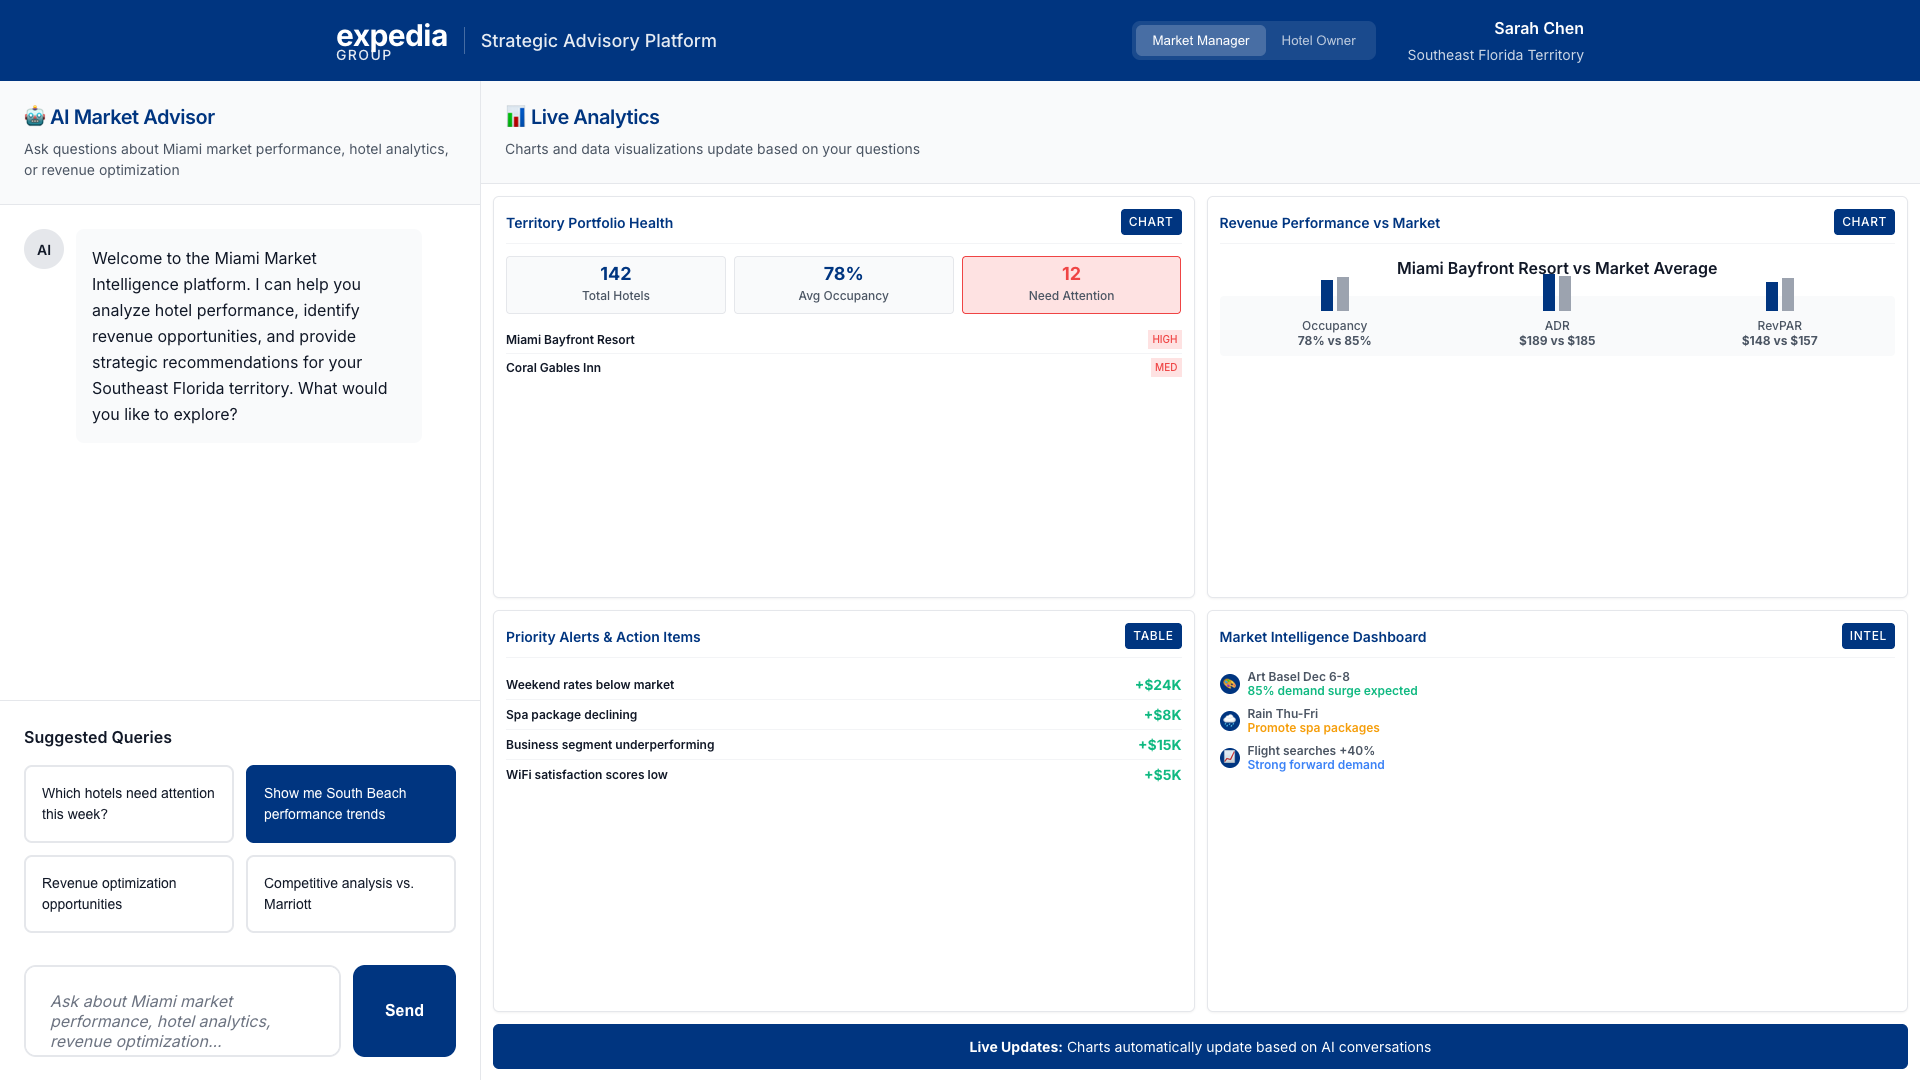 expedia
GROUP
Strategic Advisory Platform
Market Manager
Hotel Owner
Sarah Chen
Southeast Florida Territory
AI Market Advisor
Ask questions about Miami market performance, hotel analytics,
or revenue optimization
AI
Welcome to the Miami Market
Intelligence platform. I can help you
analyze hotel performance, identify
revenue opportunities, and provide
strategic recommendations for your
Southeast Florida territory. What would
you like to explore?
Suggested Queries
Which hotels need attention
this week?
Show me South Beach
performance trends
Revenue optimization
opportunities
Competitive analysis vs.
Marriott
Ask about Miami market
performance, hotel analytics,
revenue optimization...
Send
Live Analytics
Charts and data visualizations update based on your questions
Territory Portfolio Health
CHART
142
Total Hotels
78%
Avg Occupancy
12
Need Attention
Miami Bayfront Resort
HIGH
Coral Gables Inn
MED
Revenue Performance vs Market
CHART
Miami Bayfront Resort vs Market Average
Occupancy
78% vs 85%
ADR
$189 vs $185
RevPAR
$148 vs $157
Priority Alerts & Action Items
TABLE
Weekend rates below market
+$24K
Spa package declining
+$8K
Business segment underperforming
+$15K
WiFi satisfaction scores low
+$5K
Market Intelligence Dashboard
INTEL
Art Basel Dec 6-8
85% demand surge expected
Rain Thu-Fri
Promote spa packages
Flight searches +40%
Strong forward demand
Live Updates: Charts automatically update based on AI conversations